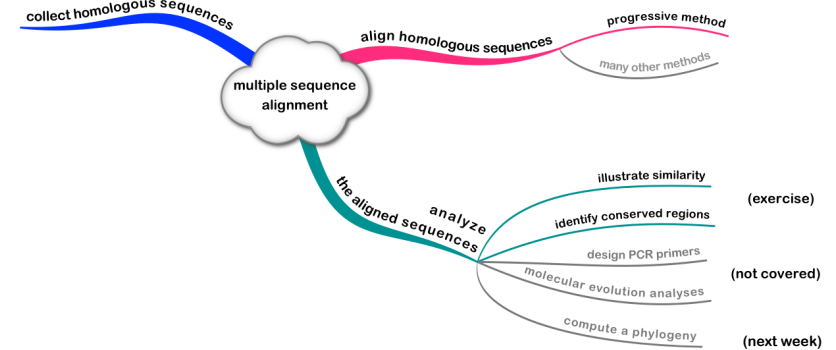 collect homologous sequences
multiple sequence
alignment
align homologous sequences
progressive method
many other methods
analyze
the aligned sequences
illustrate similarity
(exercise)
identify conserved regions
design PCR primers
(not covered)
molecular evolution analyses
compute a phylogeny
(next week)